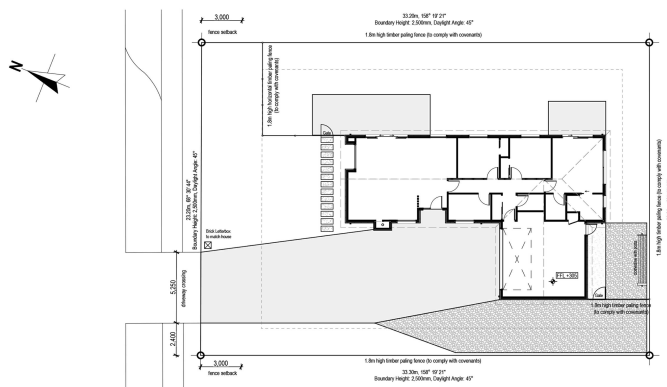 3,000
fence setback
33.20m, 158° 19' 21"
Boundary Height: 2,500mm, Daylight Angle: 45°
1.8m high timber paling fence (to comply with covenants)
N
1.8m high horizontal timber paling fence
(to comply with covenants)
Gate
1.8m high timber paling fence (to comply with covenants)
Boundary Height: 2,500mm, Daylight Angle: 45°
Brick Letterbox
to match house
5,250
driveway crossing
2,400
FFL +305
Clothesline with posts
Gate
1.8m high timber paling fence
(to comply with covenants)
3,000
fence setback
1.8m high timber paling fence (to comply with covenants)
33.30m, 158° 19' 21"
Boundary Height: 2,500mm, Daylight Angle: 45°